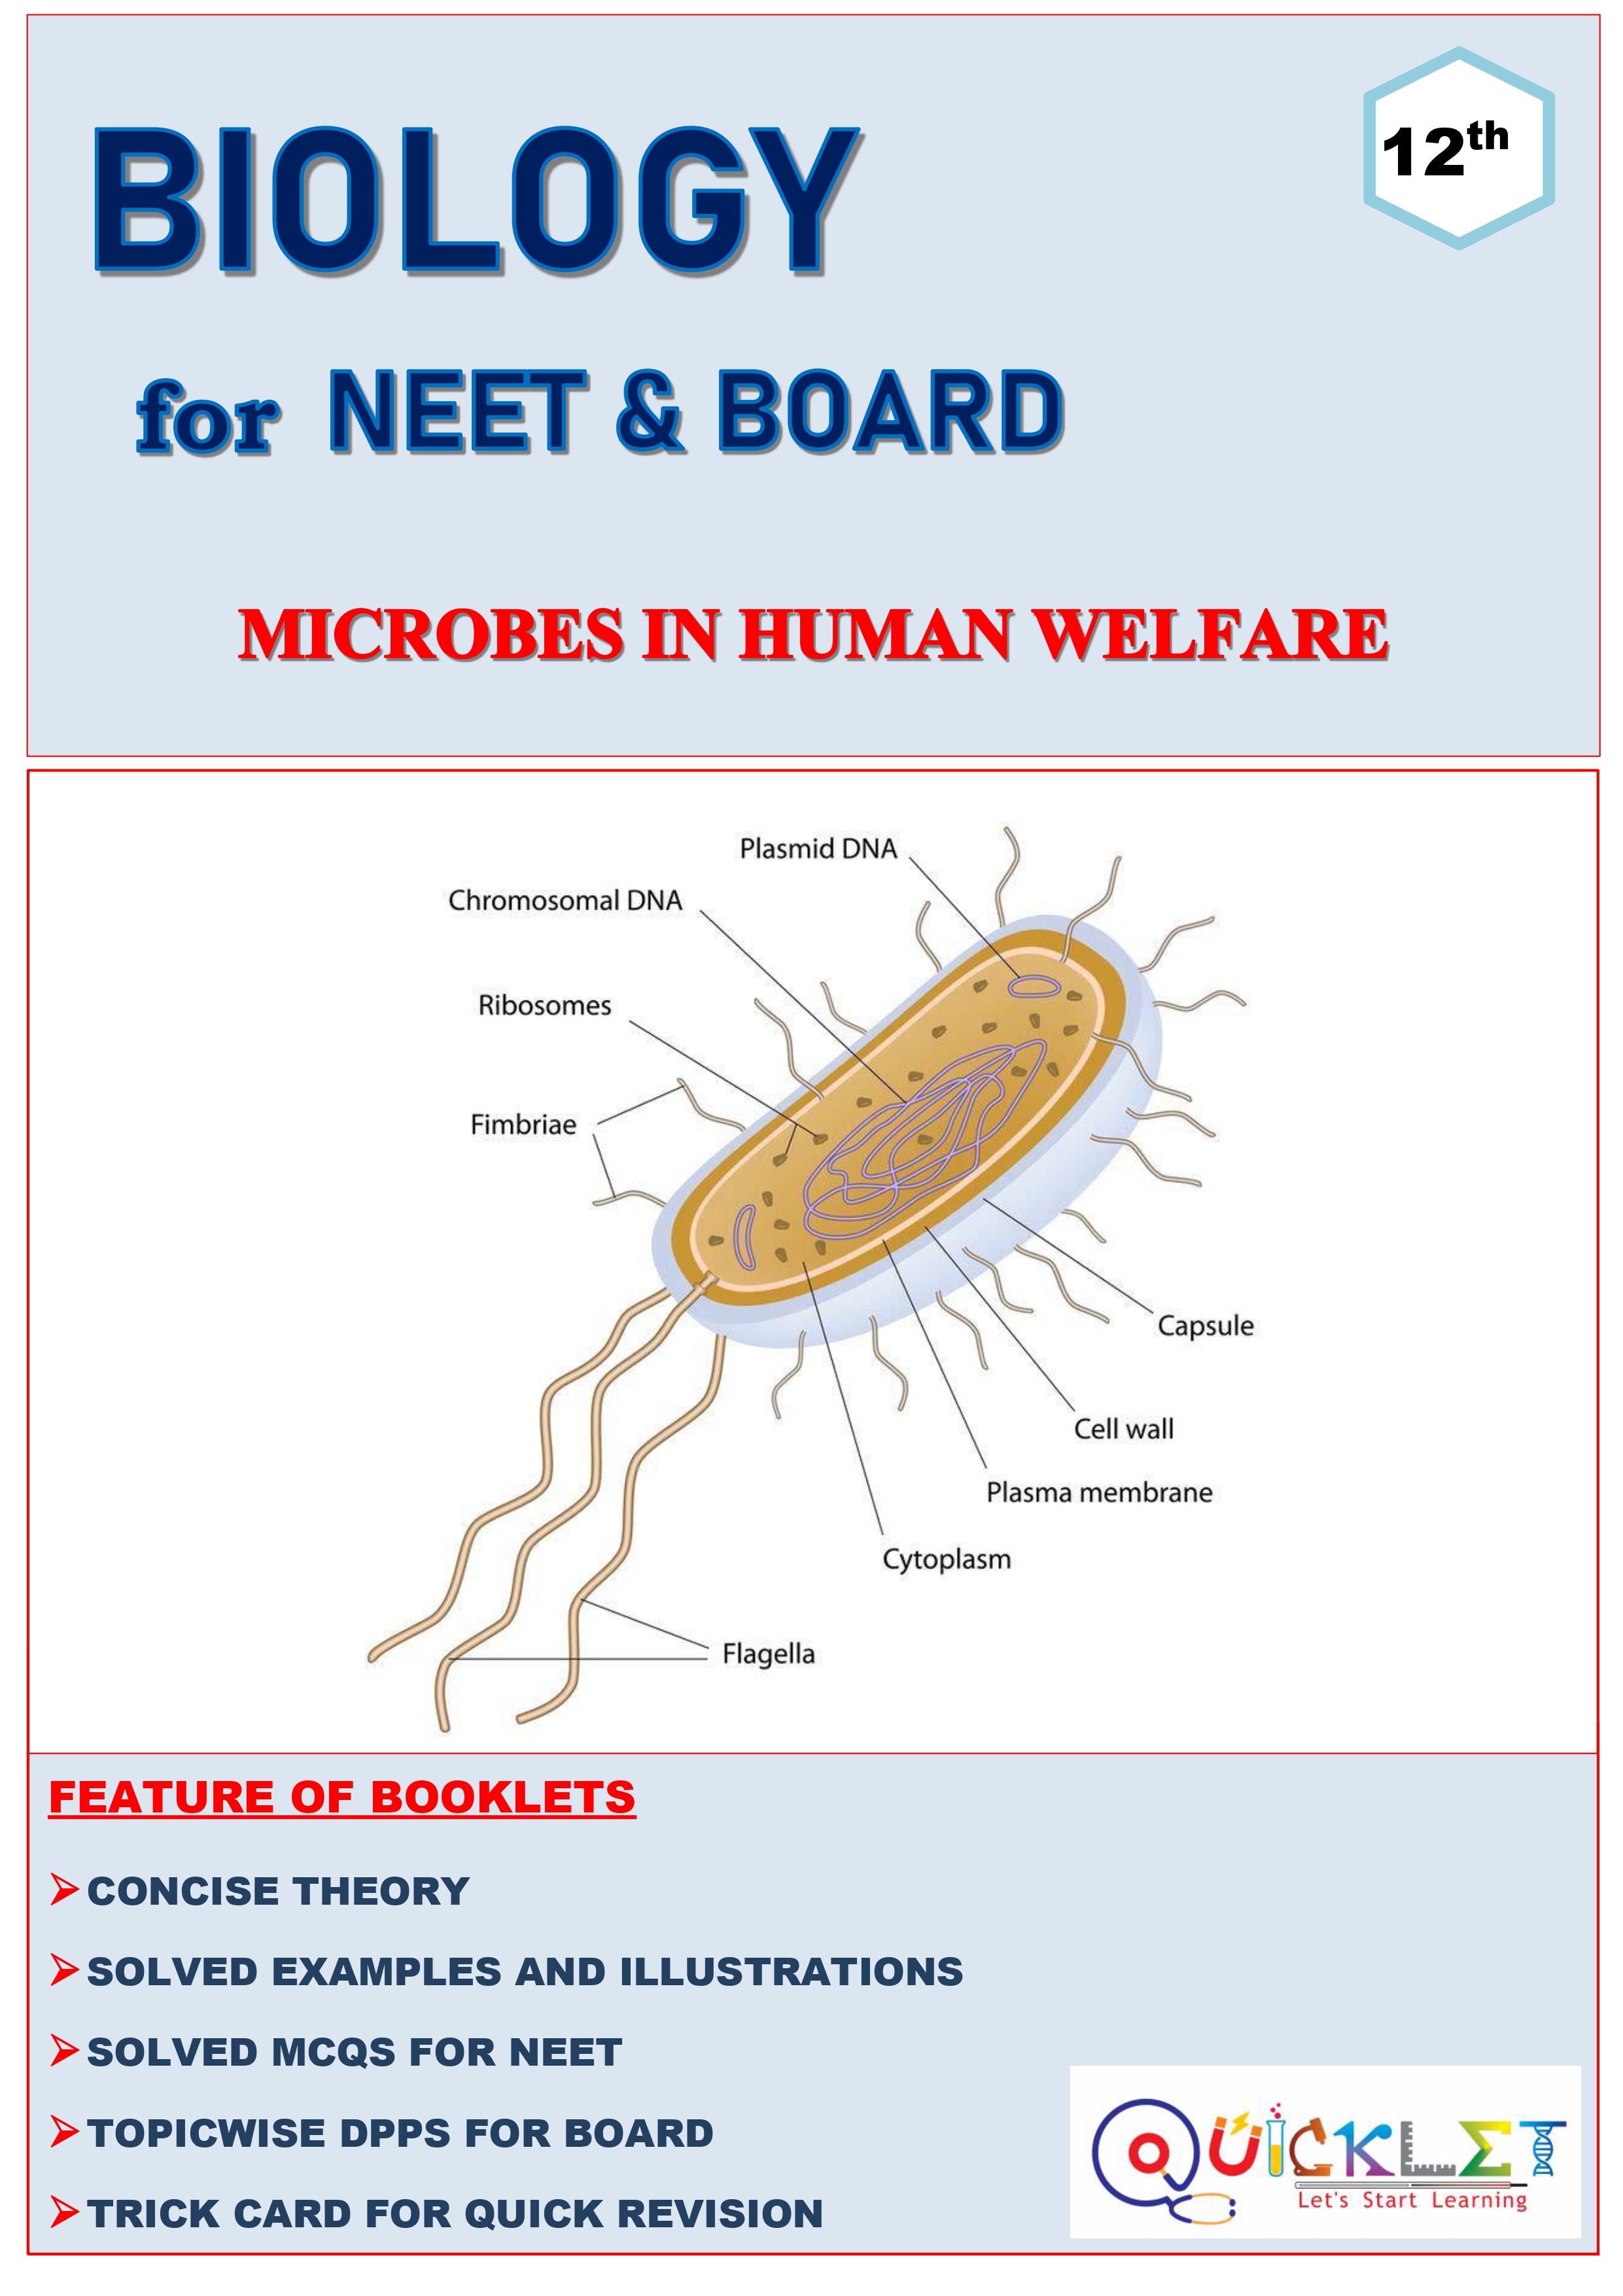 12th
BIOLOGY
for NEET & BOARD
MICROBES IN HUMAN WELFARE
Plasmid DNA
Chromosomal DNA
Ribosomes
Fimbriae
Capsule
Cell wall
Plasma membrane
Cytoplasm
Flagella
FEATURE OF BOOKLETS
CONCISE THEORY
SOLVED EXAMPLES AND ILLUSTRATIONS
SOLVED MCQS FOR NEET
TOPICWISE DPPS FOR BOARD
TRICK CARD FOR QUICK REVISION
QUICKLET
Let's Start Learning